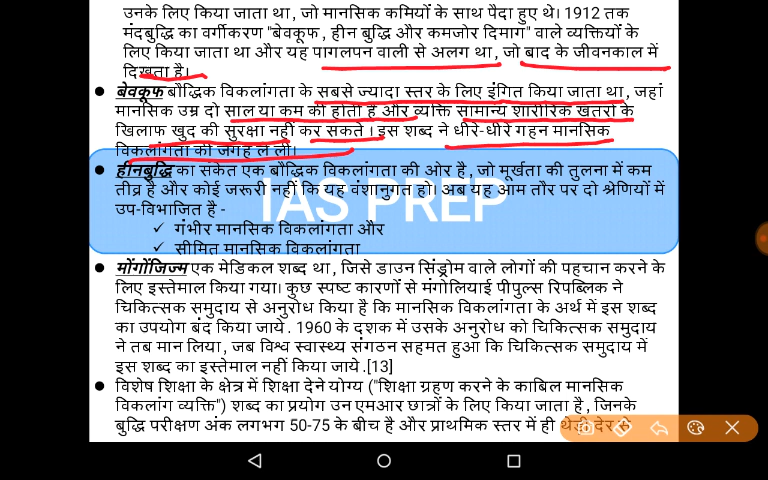 उनके लिए किया जाता था, जो मानसिक कमियों के साथ पैदा हुए थे। 1912 तक
मंदबुद्धि का वर्गीकरण "बेवकूफ, हीन बुद्धि और कमजोर दिमाग" वाले व्यक्तियों के
लिए किया जाता था और यह पागलपन वाली से अलग था, जो बाद के जीवनकाल में
दिखता है।
● बेवकूफ बौद्धिक विकलांगता के सबसे ज्यादा स्तर के लिए इंगित किया जाता था, जहां
मानसिक उम्र दो साल या कम की होती है और व्यक्ति सामान्य शारीरिक खतरों के
खिलाफ खुद की सुरक्षा नहीं कर सकते। इस शब्द ने धीरे-धीरे गहन मानसिक
विकलांगता की जगह ले ली।
● हीनबुद्धि का संकेत एक बौद्धिक विकलांगता की ओर है, जो मूर्खता की तुलना में कम
तीव्र है और कोई जरूरी नहीं कि यह वंशानुगत हो। अब यह आम तौर पर दो श्रेणियों में
उप-विभाजित है -
IAS PREP
✓ गंभीर मानसिक विकलांगता और
✓ सीमित मानसिक विकलांगता
● मोंगोंजिज्म एक मेडिकल शब्द था, जिसे डाउन सिंड्रोम वाले लोगों की पहचान करने के
लिए इस्तेमाल किया गया। कुछ स्पष्ट कारणों से मंगोलियाई पीपुल्स रिपब्लिक ने
चिकित्सक समुदाय से अनुरोध किया है कि मानसिक विकलांगता के अर्थ में इस शब्द
का उपयोग बंद किया जाये. 1960 के दशक में उसके अनुरोध को चिकित्सक समुदाय
ने तब मान लिया, जब विश्व स्वास्थ्य संगठन सहमत हुआ कि चिकित्सक समुदाय में
इस शब्द का इस्तेमाल नहीं किया जाये.[13]
● विशेष शिक्षा के क्षेत्र में शिक्षा देने योग्य ("शिक्षा ग्रहण करने के काबिल मानसिक
विकलांग व्यक्ति") शब्द का प्रयोग उन एमआर छात्रों के लिए किया जाता है, जिनके
बुद्धि परीक्षण अंक लगभग 50-75 के बीच है और प्राथमिक स्तर में ही